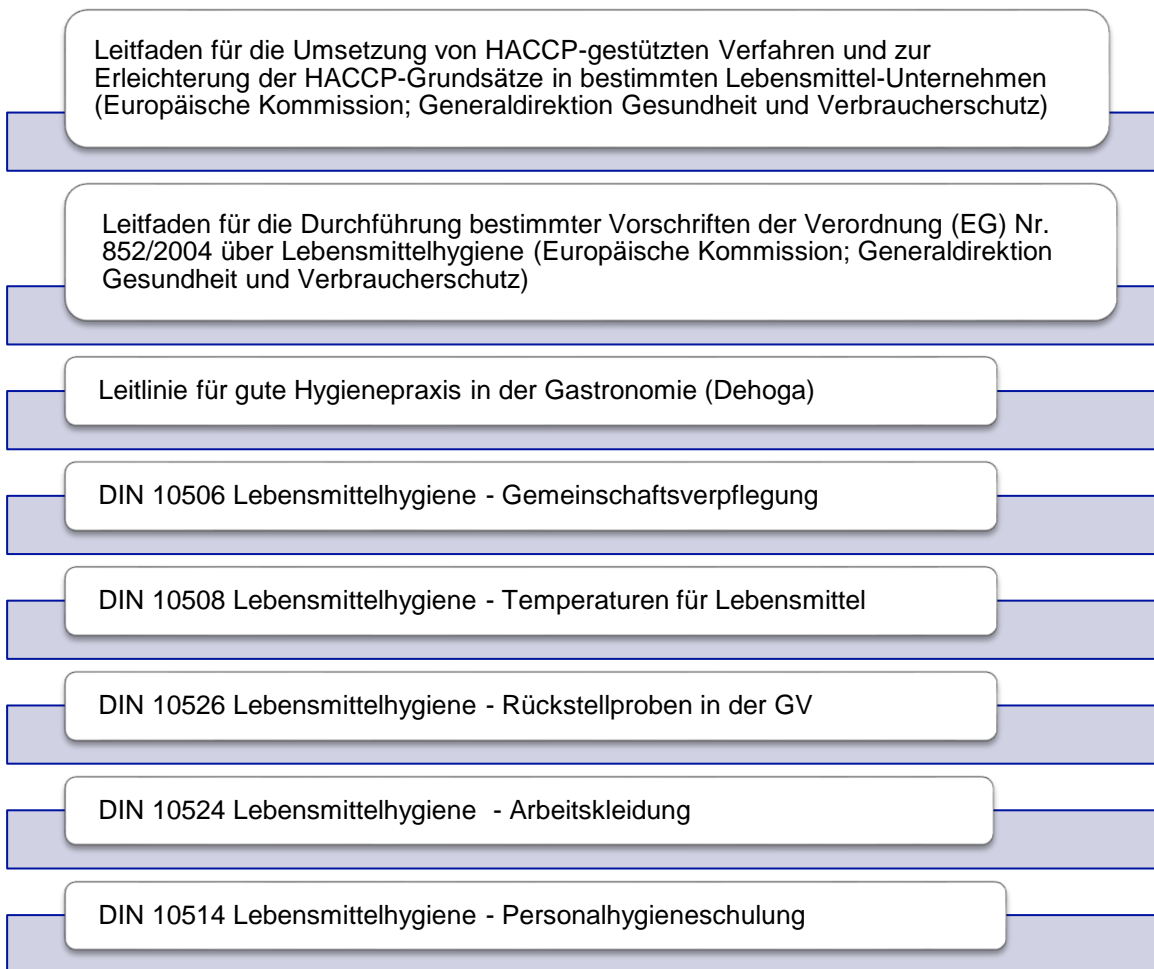 Leitfaden für die Umsetzung von HACCP-gestützten Verfahren und zur
Erleichterung der HACCP-Grundsätze in bestimmten Lebensmittel-Unternehmen
(Europäische Kommission; Generaldirektion Gesundheit und Verbraucherschutz)
Leitfaden für die Durchführung bestimmter Vorschriften der Verordnung (EG) Nr.
852/2004 über Lebensmittelhygiene (Europäische Kommission; Generaldirektion
Gesundheit und Verbraucherschutz)
Leitlinie für gute Hygienepraxis in der Gastronomie (Dehoga)
DIN 10506 Lebensmittelhygiene - Gemeinschaftsverpflegung
DIN 10508 Lebensmittelhygiene - Temperaturen für Lebensmittel
DIN 10526 Lebensmittelhygiene - Rückstellproben in der GV
DIN 10524 Lebensmittelhygiene  - Arbeitskleidung
DIN 10514 Lebensmittelhygiene - Personalhygieneschulung